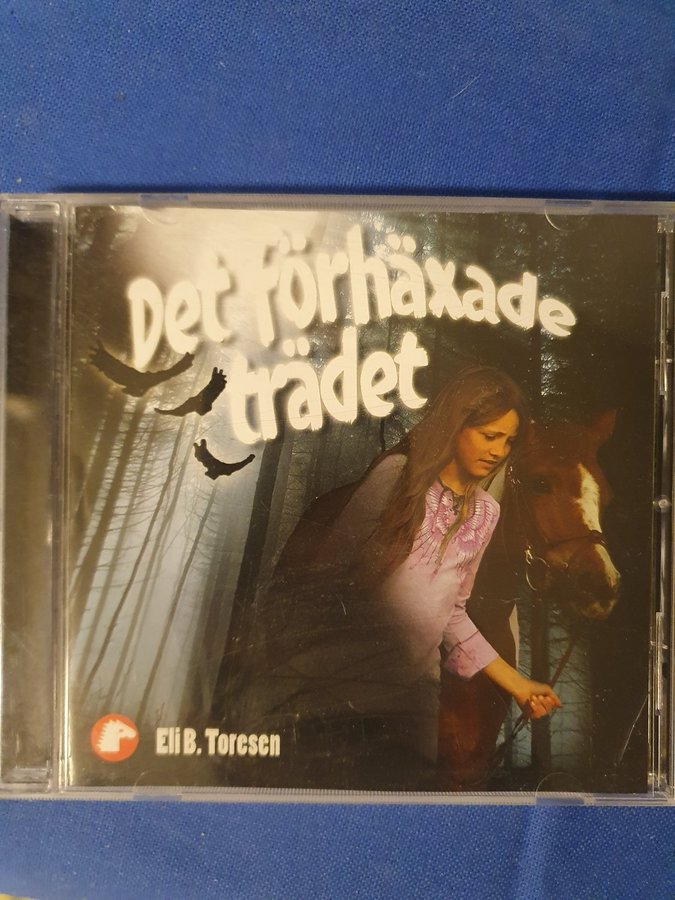 Det förhäxade
trädet
Eli B. Toresen